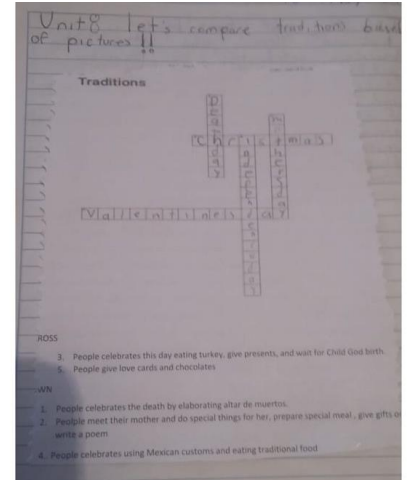 Unit 8 let's compare traditions based
of pictures !!
Traditions
Deathday
Christmas
Valentines day
ROSS
3. People celebrates this day eating turkey, give presents, and wait for Child God birth.
5. People give love cards and chocolates
WN
1. People celebrates the death by elaborating altar de muertos.
2. People meet their mother and do special things for her, prepare special meal , give gifts or
write a poem
4. People celebrates using Mexican customs and eating traditional food